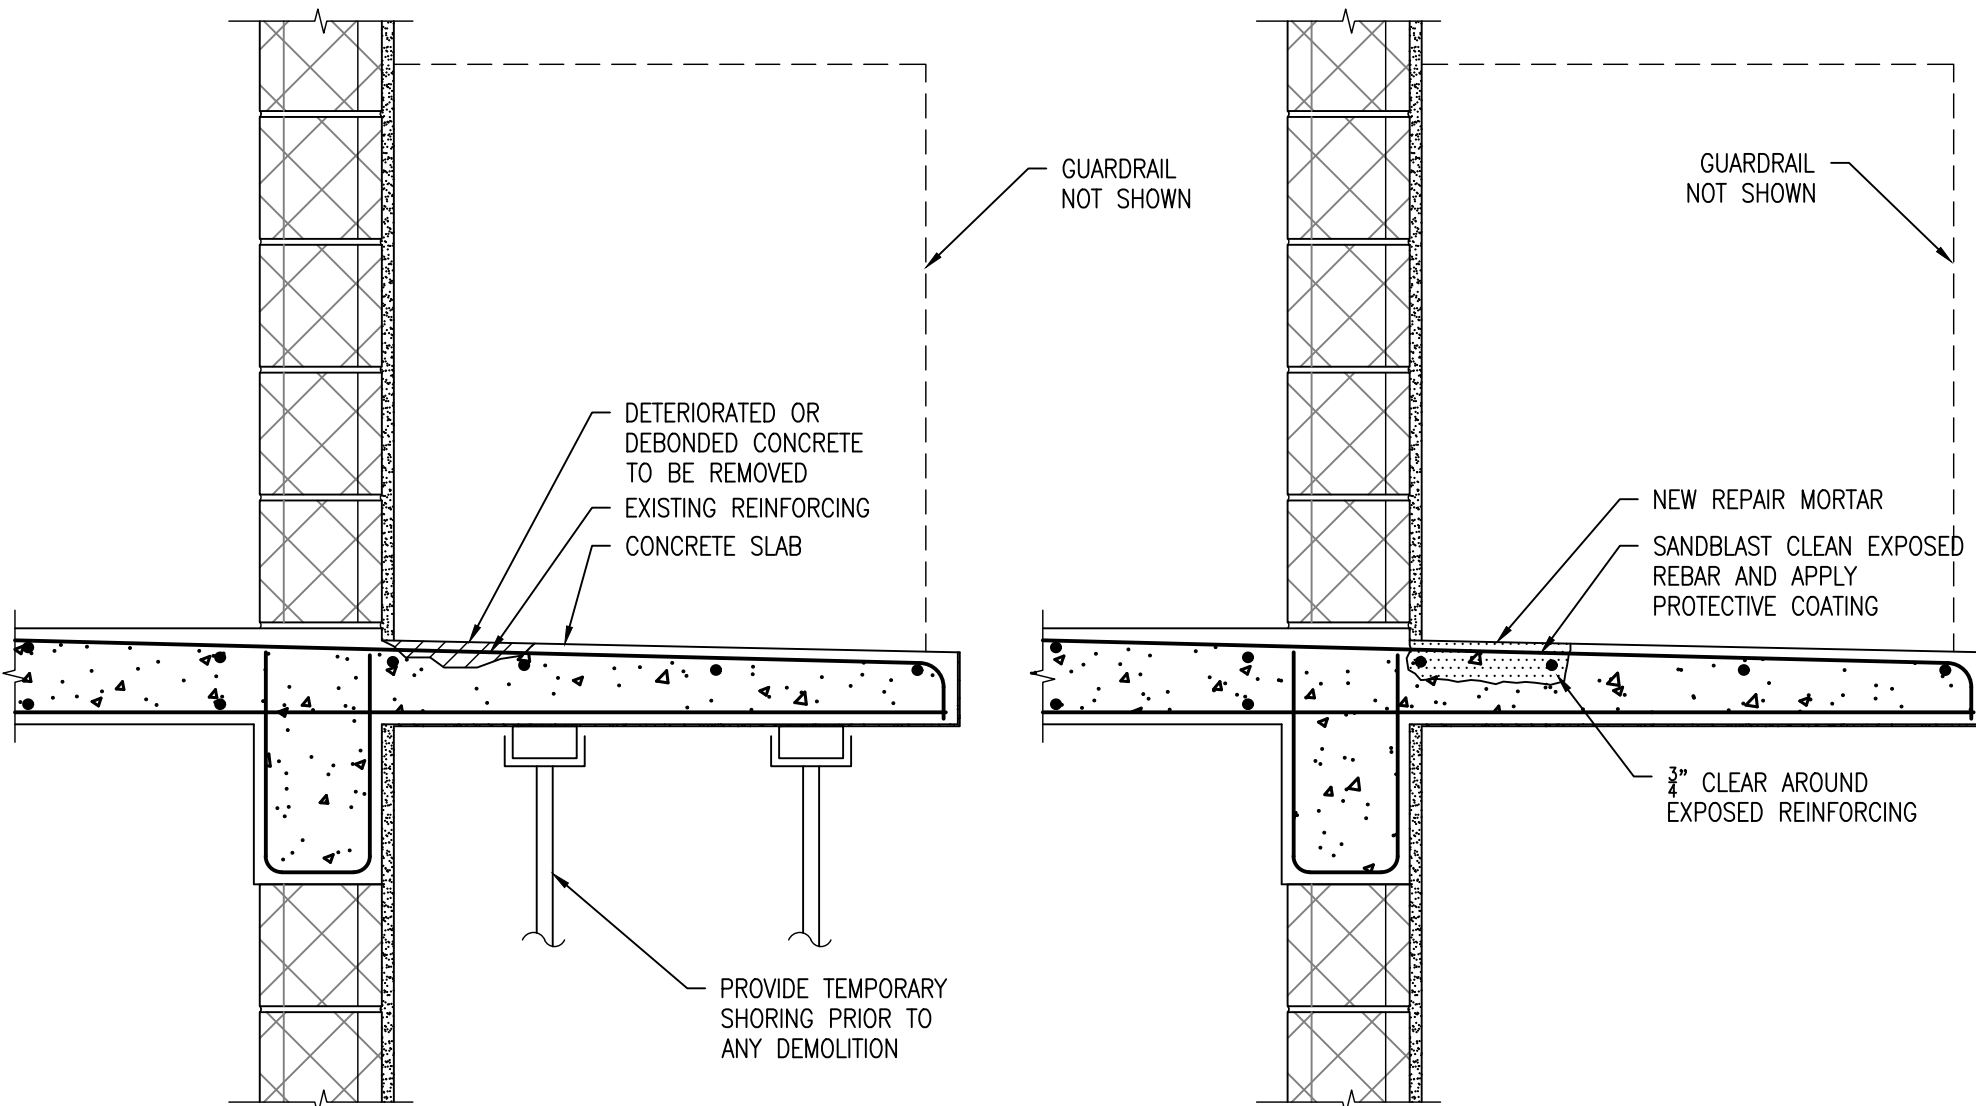 GUARDRAIL
NOT SHOWN
DETERIORATED OR
DEBONDED CONCRETE
TO BE REMOVED
EXISTING REINFORCING
CONCRETE SLAB
PROVIDE TEMPORARY
SHORING PRIOR TO
ANY DEMOLITION
GUARDRAIL
NOT SHOWN
NEW REPAIR MORTAR
SANDBLAST CLEAN EXPOSED
REBAR AND APPLY
PROTECTIVE COATING
3/4" CLEAR AROUND
EXPOSED REINFORCING